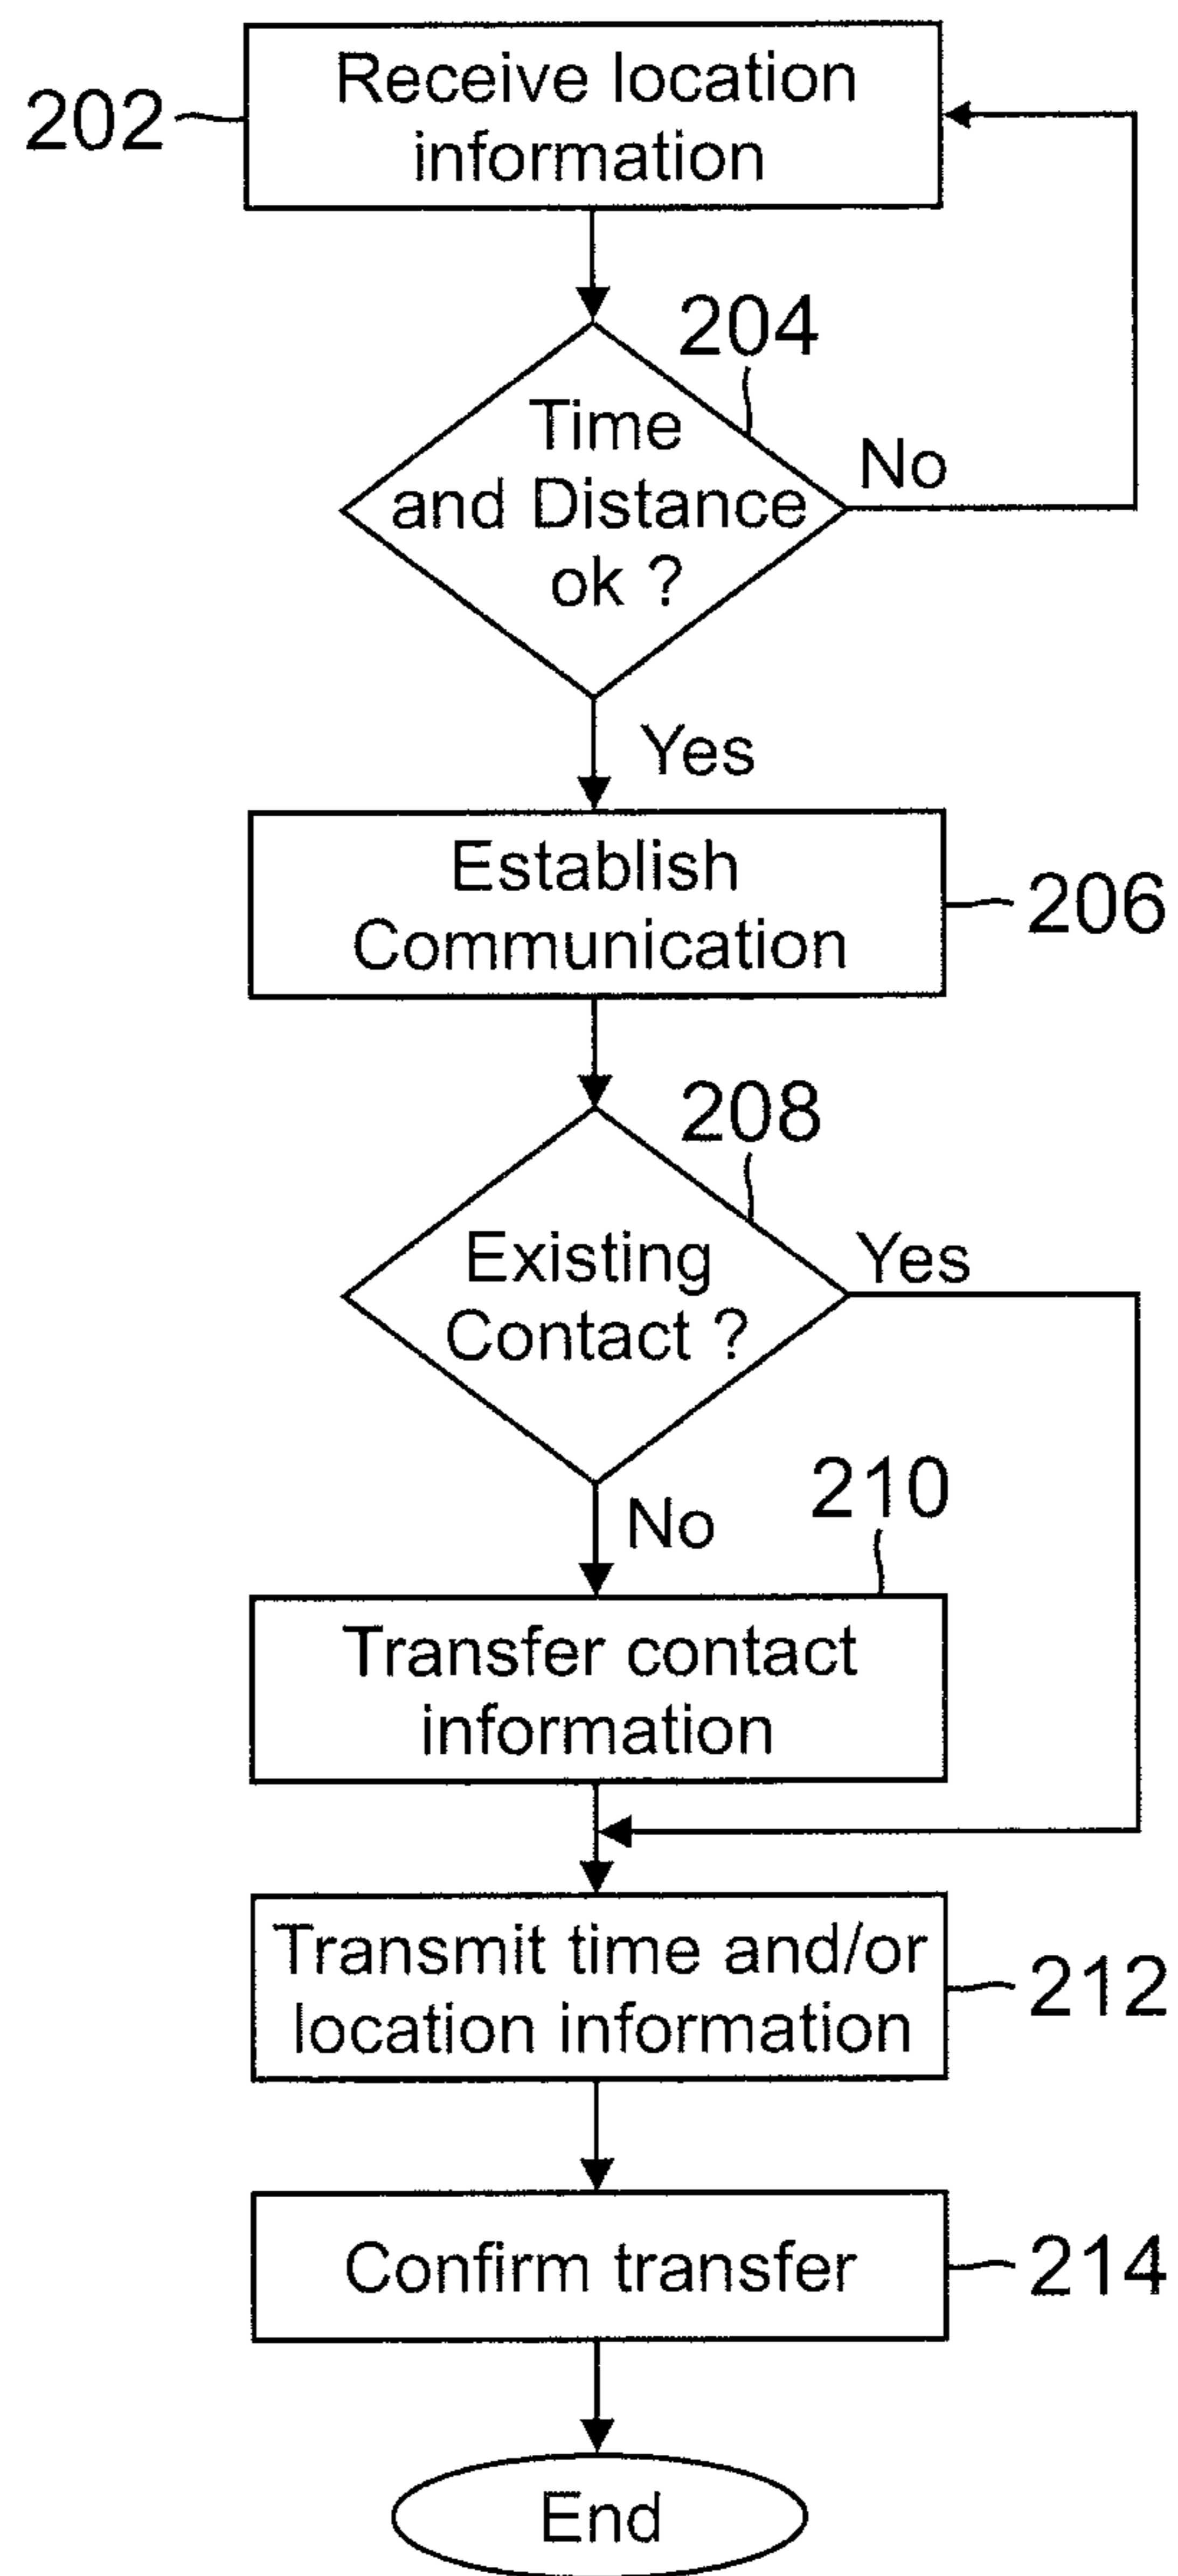 Receive location
information
202
204
Time
and Distance
ok ?
No
Yes
Establish
Communication
206
208
Existing
Contact ?
Yes
No
210
Transfer contact
information
Transmit time and/or
location information
212
Confirm transfer
214
End